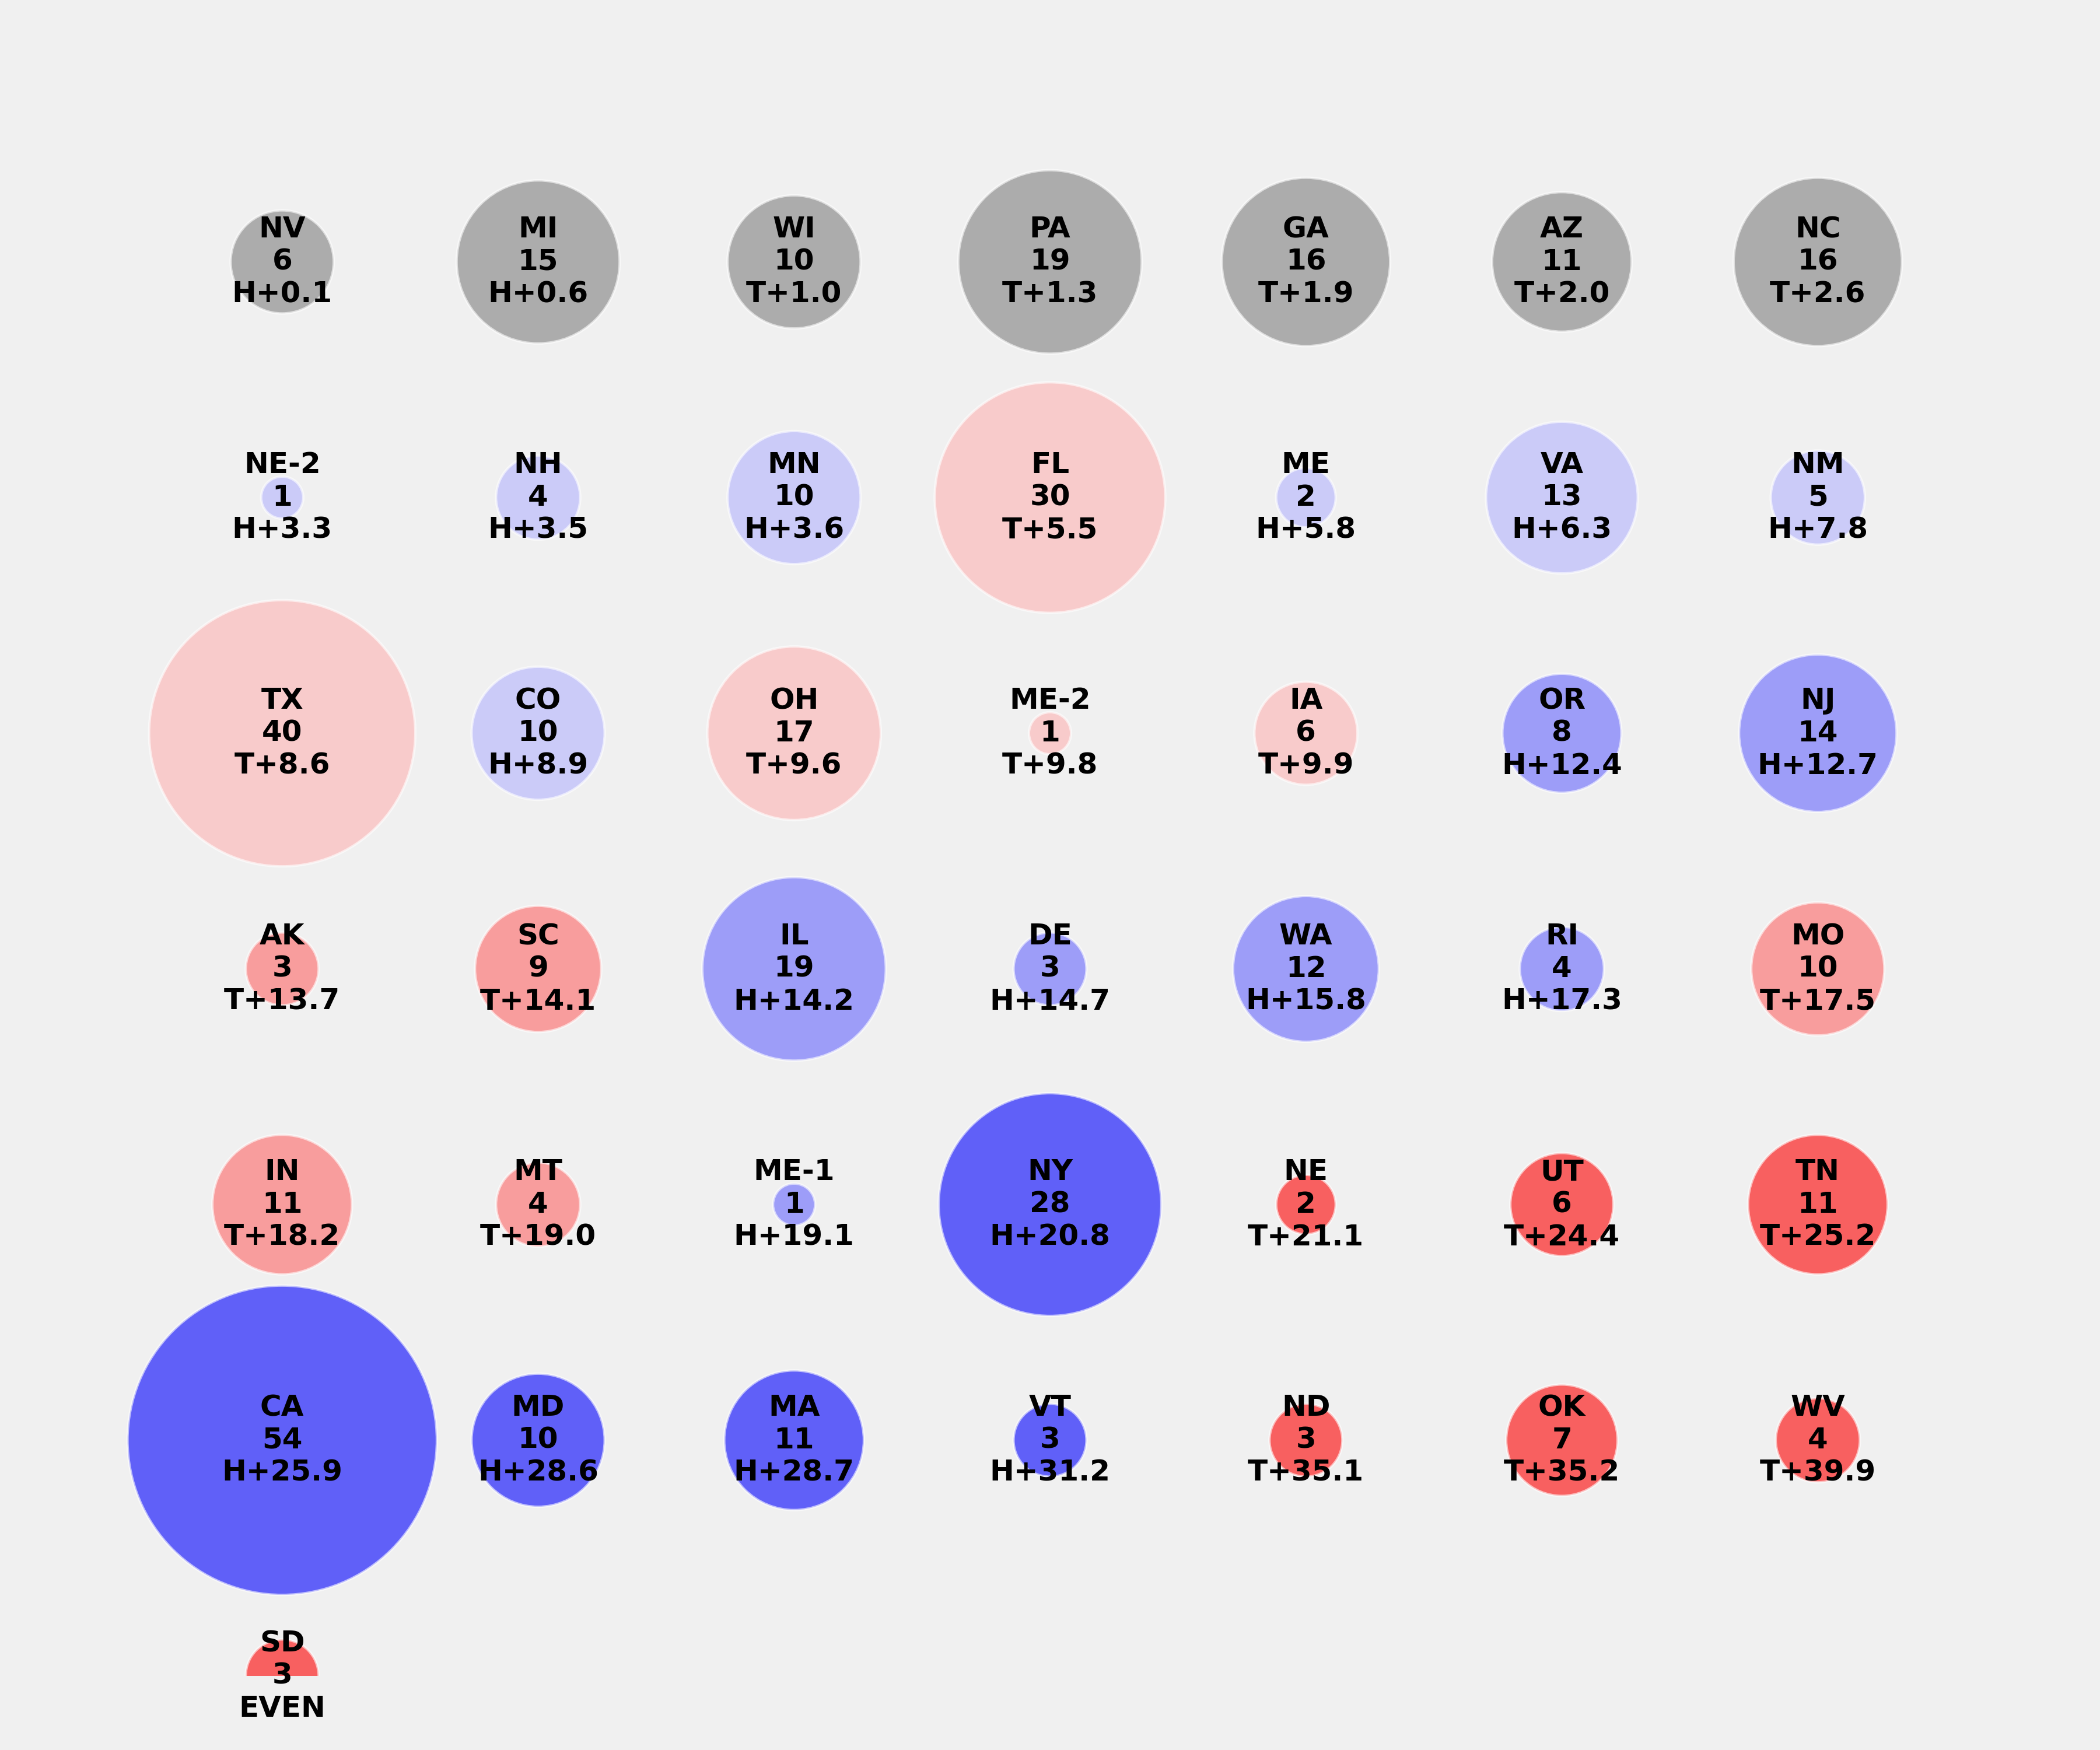 NV
6
H+0.1
MI
15
H+0.6
WI
10
T+1.0
PA
19
T+1.3
GA
16
T+1.9
AZ
11
T+2.0
NC
16
T+2.6
NE-2
1
H+3.3
NH
4
H+3.5
MN
10
H+3.6
FL
30
T+5.5
ME
2
H+5.8
VA
13
H+6.3
NM
5
H+7.8
TX
40
T+8.6
CO
10
H+8.9
OH
17
T+9.6
ME-2
1
T+9.8
IA
6
T+9.9
OR
8
H+12.4
NJ
14
H+12.7
AK
3
T+13.7
SC
9
T+14.1
IL
19
H+14.2
DE
3
H+14.7
WA
12
H+15.8
RI
4
H+17.3
MO
10
T+17.5
IN
11
T+18.2
MT
4
T+19.0
ME-1
1
H+19.1
NY
28
H+20.8
NE
2
T+21.1
UT
6
T+24.4
TN
11
T+25.2
CA
54
H+25.9
MD
10
H+28.6
MA
11
H+28.7
VT
3
H+31.2
ND
3
T+35.1
OK
7
T+35.2
WV
4
T+39.9
SD
3
EVEN